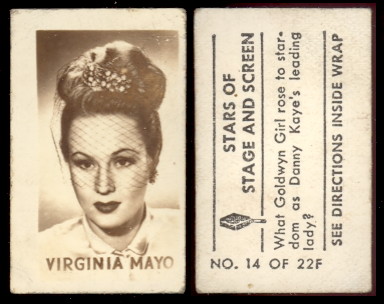 VIRGINIA MAYO
STARS OF
STAGE AND SCREEN
What Goldwyn Girl rose to star-
dom as Danny Kaye's leading
lady?
SEE DIRECTIONS INSIDE WRAP
NO. 14 OF 22F